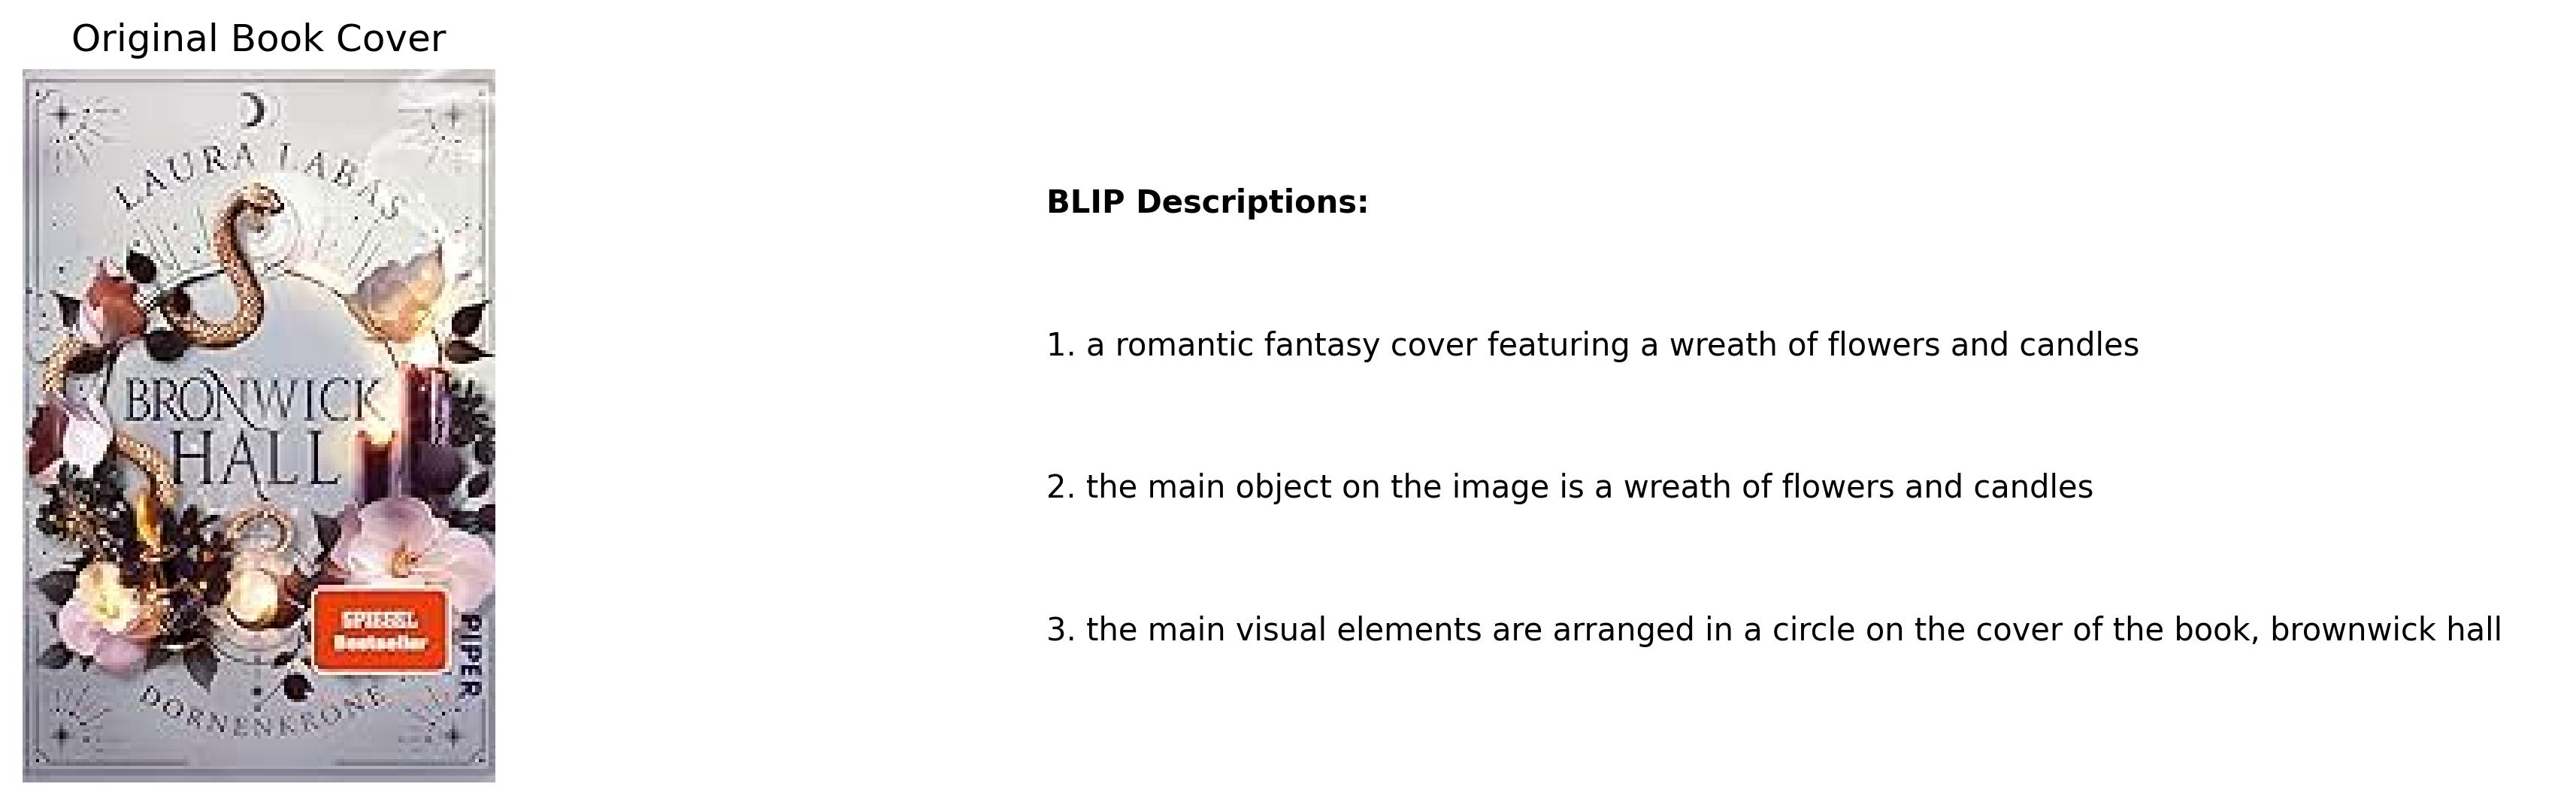 Original Book Cover
LAURA LABAS
BRONWICK
HALL
SPIEGEL
Bestseller
PIPER
DORNENKRONE
BLIP Descriptions:
1. a romantic fantasy cover featuring a wreath of flowers and candles
2. the main object on the image is a wreath of flowers and candles
3. the main visual elements are arranged in a circle on the cover of the book, brownwick hall